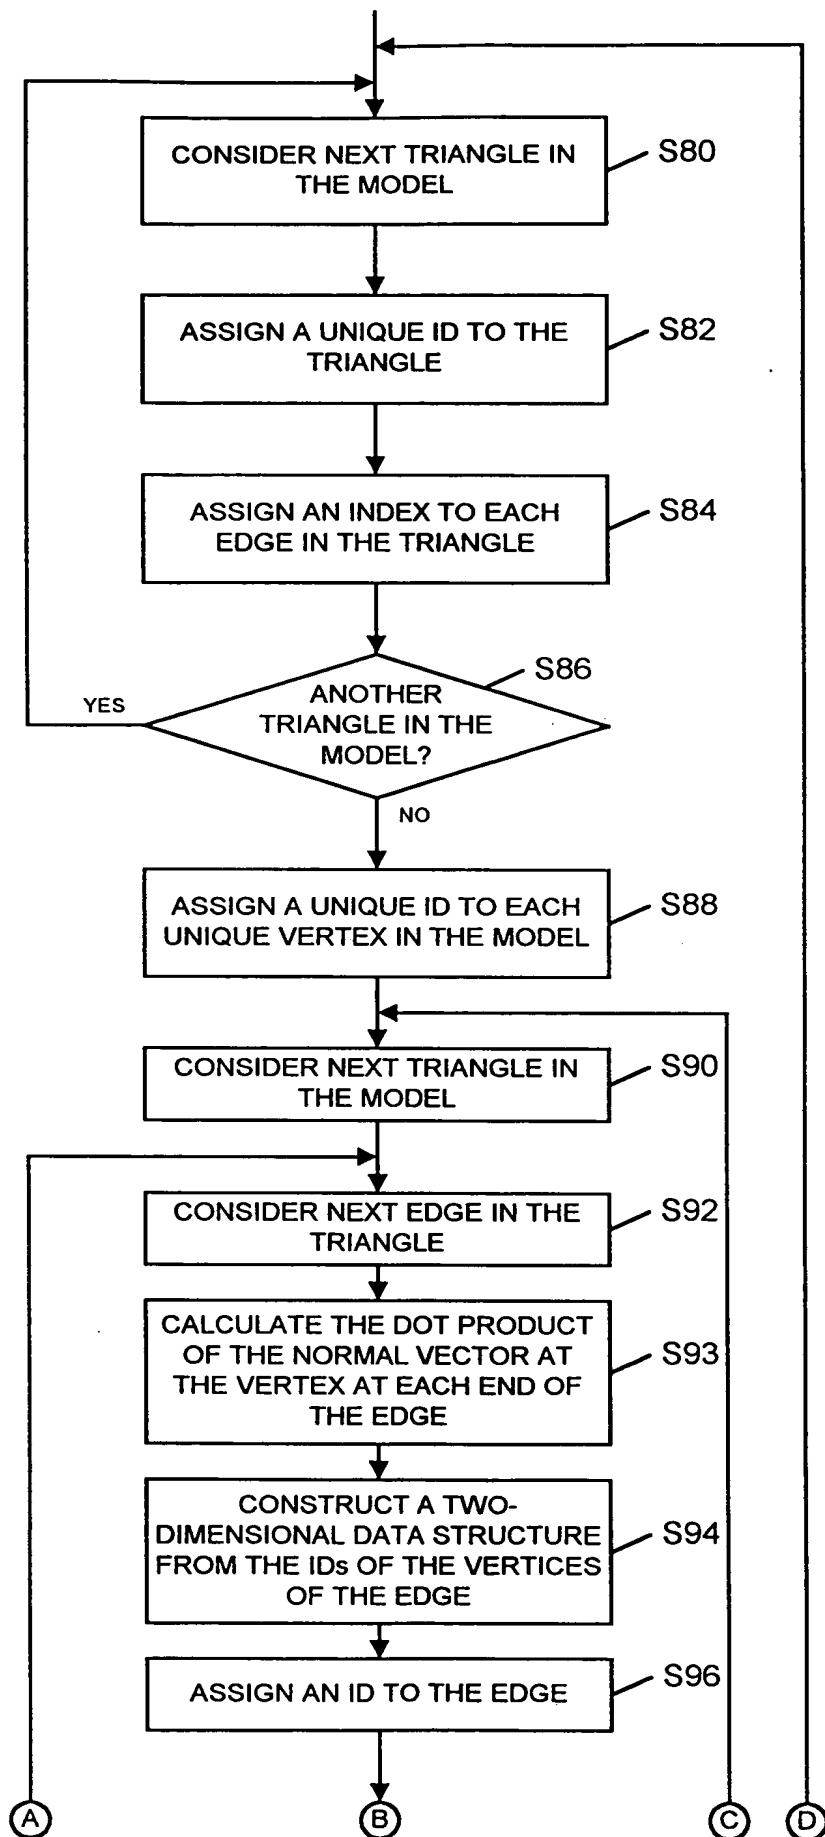 CONSIDER NEXT TRIANGLE IN
THE MODEL
S80
ASSIGN A UNIQUE ID TO THE
TRIANGLE
S82
ASSIGN AN INDEX TO EACH
EDGE IN THE TRIANGLE
S84
S86
ANOTHER
TRIANGLE IN THE
MODEL?
YES
NO
ASSIGN A UNIQUE ID TO EACH
UNIQUE VERTEX IN THE MODEL
S88
CONSIDER NEXT TRIANGLE IN
THE MODEL
S90
CONSIDER NEXT EDGE IN THE
TRIANGLE
S92
CALCULATE THE DOT PRODUCT
OF THE NORMAL VECTOR AT
THE VERTEX AT EACH END OF
THE EDGE
S93
CONSTRUCT A TWO-
DIMENSIONAL DATA STRUCTURE
FROM THE IDs OF THE VERTICES
OF THE EDGE
S94
ASSIGN AN ID TO THE EDGE
S96
A
B
C
D